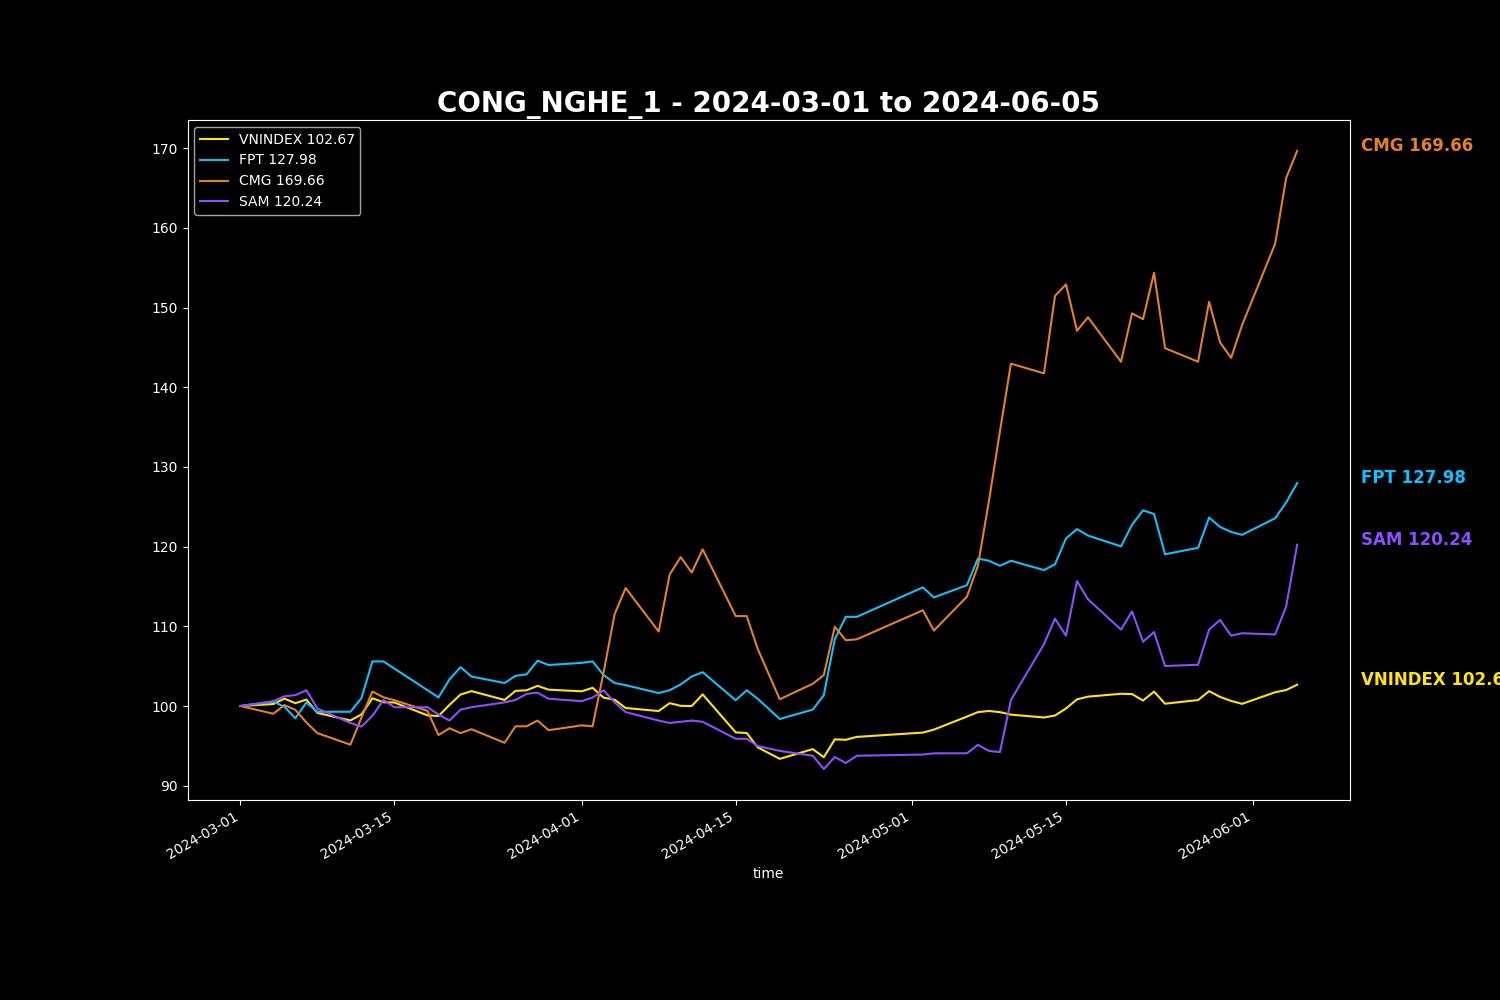 CONG_NGHE_1 - 2024-03-01 to 2024-06-05
VNINDEX 102.67
FPT 127.98
CMG 169.66
SAM 120.24
170
160
150
140
130
120
110
100
90
CMG 169.66
FPT 127.98
SAM 120.24
VNINDEX 102.6
2024-03-01
2024-03-15
2024-04-01
2024-04-15
2024-05-01
2024-05-15
2024-06-01
time